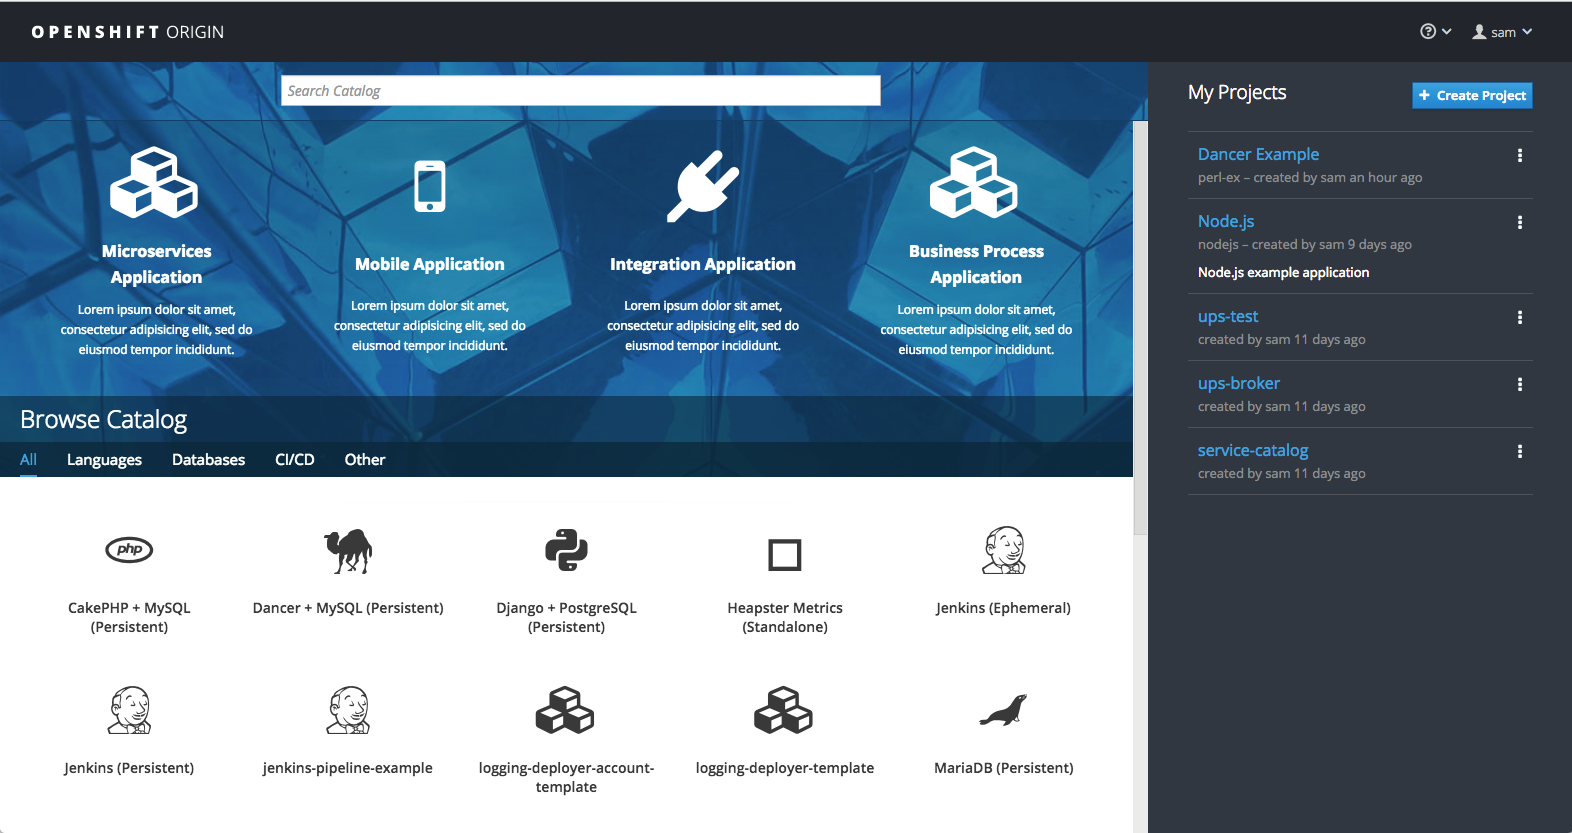 OPENSHIFT ORIGIN
sam
Search Catalog
Microservices
Application
Lorem ipsum dolor sit amet,
consectetur adipisicing elit, sed do
eiusmod tempor incididunt.
Mobile Application
Lorem ipsum dolor sit amet,
consectetur adipisicing elit, sed do
eiusmod tempor incididunt.
Integration Application
Lorem ipsum dolor sit amet,
consectetur adipisicing elit, sed do
eiusmod tempor incididunt.
Business Process
Application
Lorem ipsum dolor sit amet,
consectetur adipisicing elit, sed do
eiusmod tempor incididunt.
Browse Catalog
All Languages Databases CI/CD Other
php
CakePHP + MySQL
(Persistent)
Dancer + MySQL (Persistent)
Django + PostgreSQL
(Persistent)
Heapster Metrics
(Standalone)
Jenkins (Ephemeral)
Jenkins (Persistent)
jenkins-pipeline-example
logging-deployer-account-
template
logging-deployer-template
MariaDB (Persistent)
My Projects
+ Create Project
Dancer Example
perl-ex – created by sam an hour ago
Node.js
nodejs – created by sam 9 days ago
Node.js example application
ups-test
created by sam 11 days ago
ups-broker
created by sam 11 days ago
service-catalog
created by sam 11 days ago